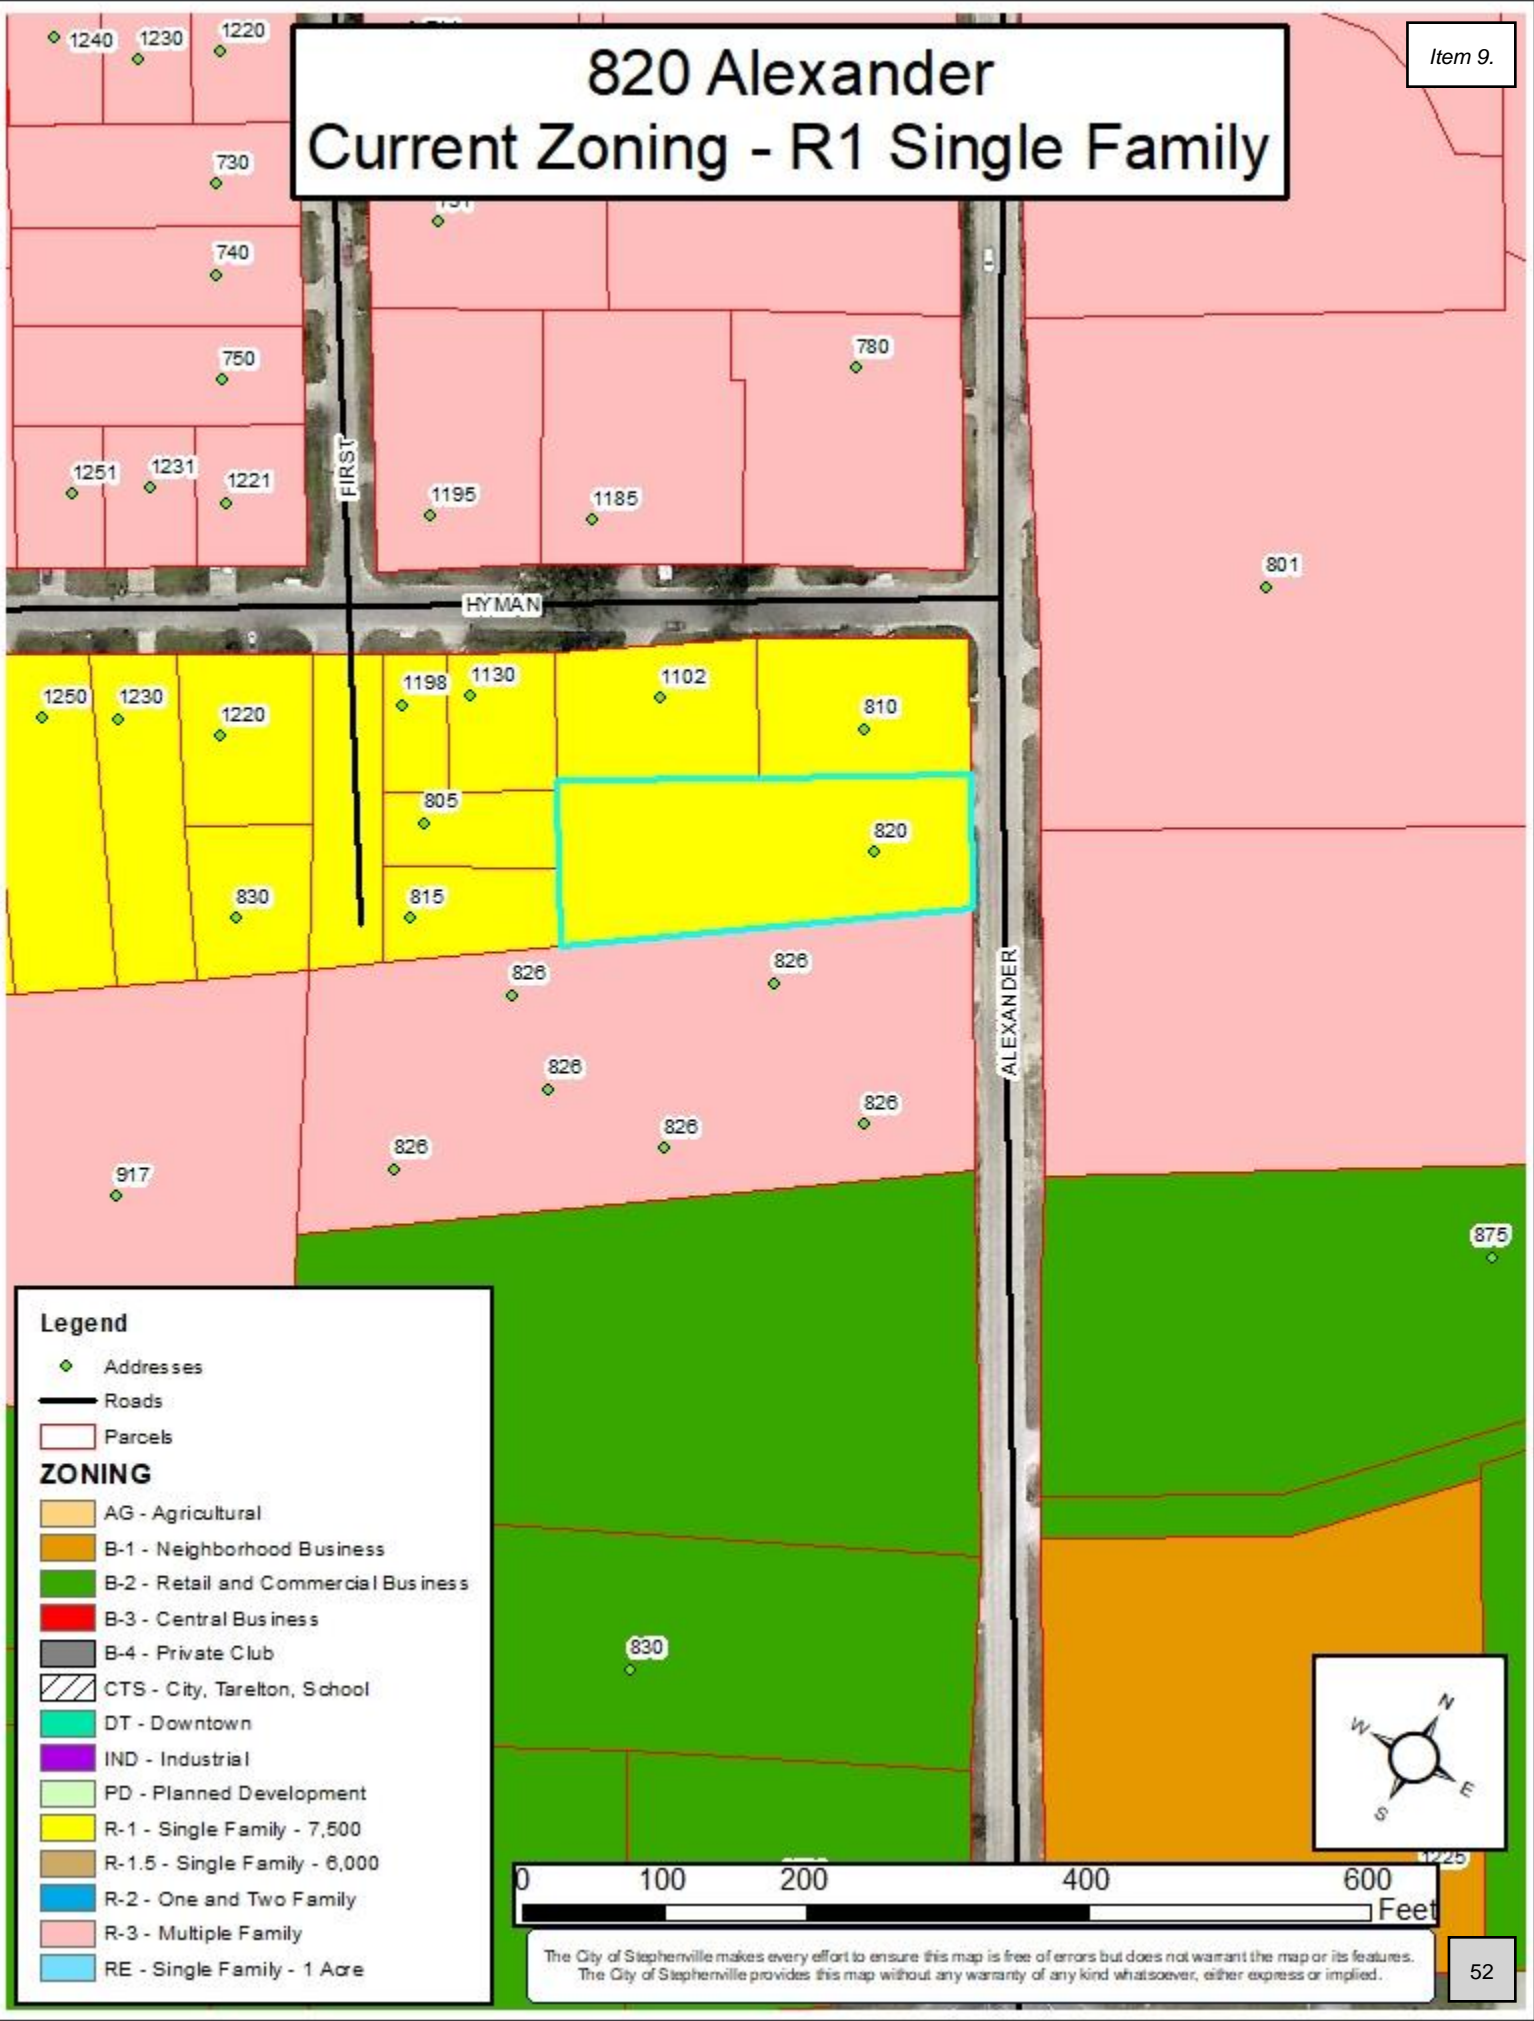 Item 9.
820 Alexander
Current Zoning - R1 Single Family
1240
1230
1220
730
740
750
780
1251
1231
1221
FIRST
1195
1185
801
HYMAN
1250
1230
1220
1198
1130
1102
810
805
820
830
815
826
826
ALEXANDER
826
826
826
826
917
875
Legend
Addresses
Roads
Parcels
ZONING
AG - Agricultural
B-1 - Neighborhood Business
B-2 - Retail and Commercial Business
B-3 - Central Business
B-4 - Private Club
CTS - City, Tarelton, School
DT - Downtown
IND - Industrial
PD - Planned Development
R-1 - Single Family - 7,500
R-1.5 - Single Family - 6,000
R-2 - One and Two Family
R-3 - Multiple Family
RE - Single Family - 1 Acre
830
N
W
E
S
1225
0 100 200 400 600
Feet
The City of Stephenville makes every effort to ensure this map is free of errors but does not warrant the map or its features.
The City of Stephenville provides this map without any warranty of any kind whatsoever, either express or implied.
52